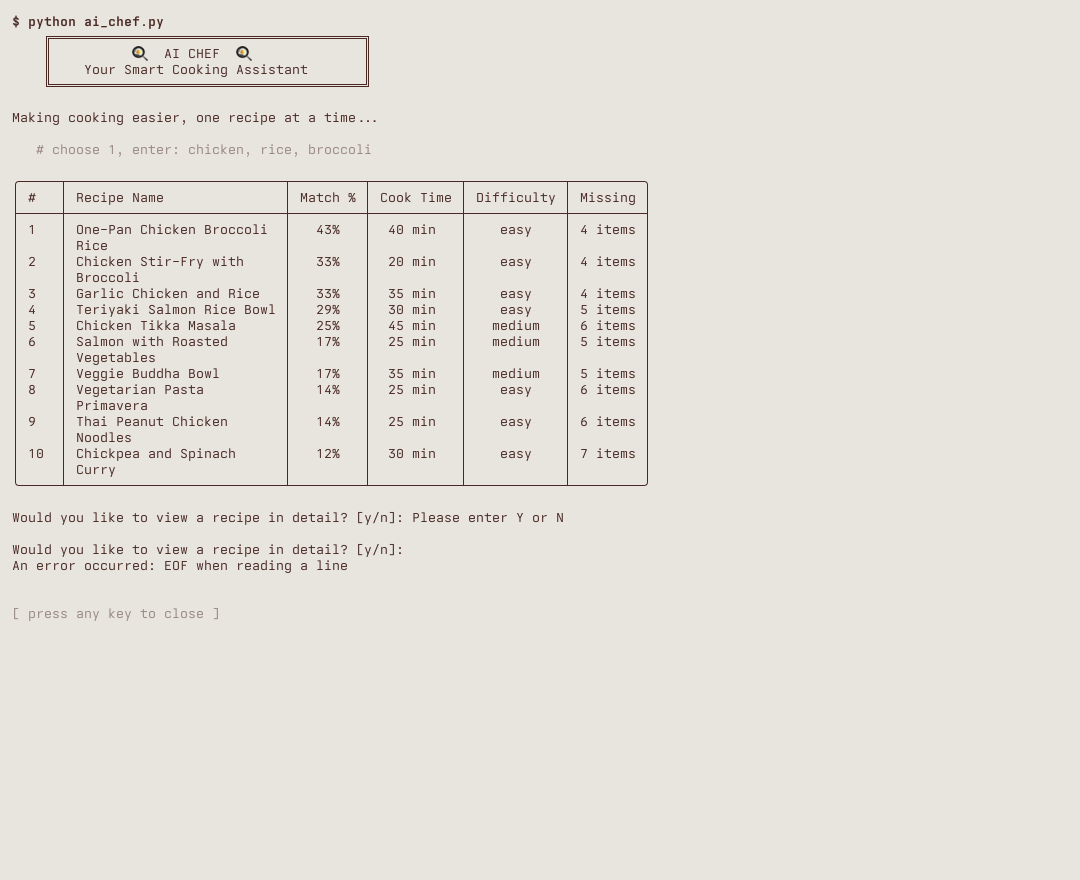 $ python ai_chef.py
AI CHEF
Your Smart Cooking Assistant
Making cooking easier, one recipe at a time...
# choose 1, enter: chicken, rice, broccoli
# Recipe Name Match % Cook Time Difficulty Missing
1 One-Pan Chicken Broccoli 43% 40 min easy 4 items
Rice
2 Chicken Stir-Fry with 33% 20 min easy 4 items
Broccoli
3 Garlic Chicken and Rice 33% 35 min easy 4 items
4 Teriyaki Salmon Rice Bowl 29% 30 min easy 5 items
5 Chicken Tikka Masala 25% 45 min medium 6 items
6 Salmon with Roasted 17% 25 min medium 5 items
Vegetables
7 Veggie Buddha Bowl 17% 35 min medium 5 items
8 Vegetarian Pasta 14% 25 min easy 6 items
Primavera
9 Thai Peanut Chicken 14% 25 min easy 6 items
Noodles
10 Chickpea and Spinach 12% 30 min easy 7 items
Curry
Would you like to view a recipe in detail? [y/n]: Please enter Y or N
Would you like to view a recipe in detail? [y/n]:
An error occurred: EOF when reading a line
[ press any key to close ]